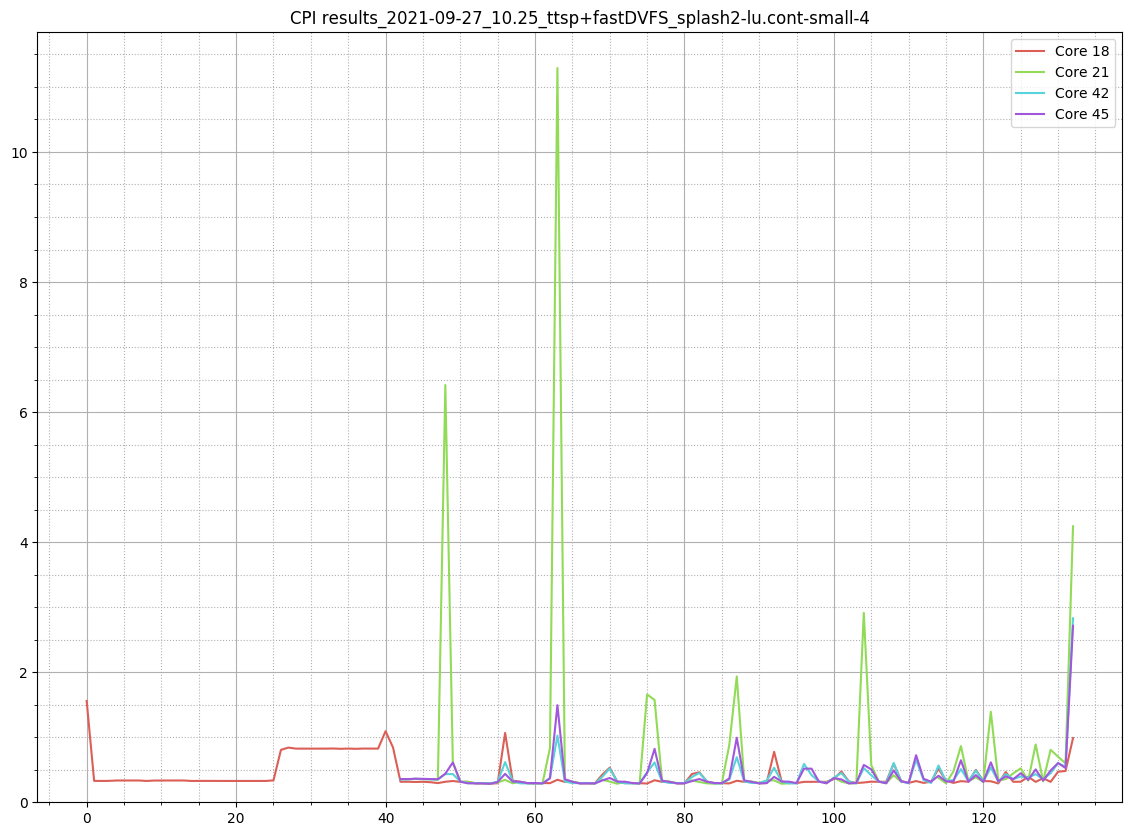 CPI results_2021-09-27_10.25_ttsp+fastDVFS_splash2-lu.cont-small-4
Core 18
Core 21
Core 42
Core 45
10
8
6
4
2
0
0 20 40 60 80 100 120